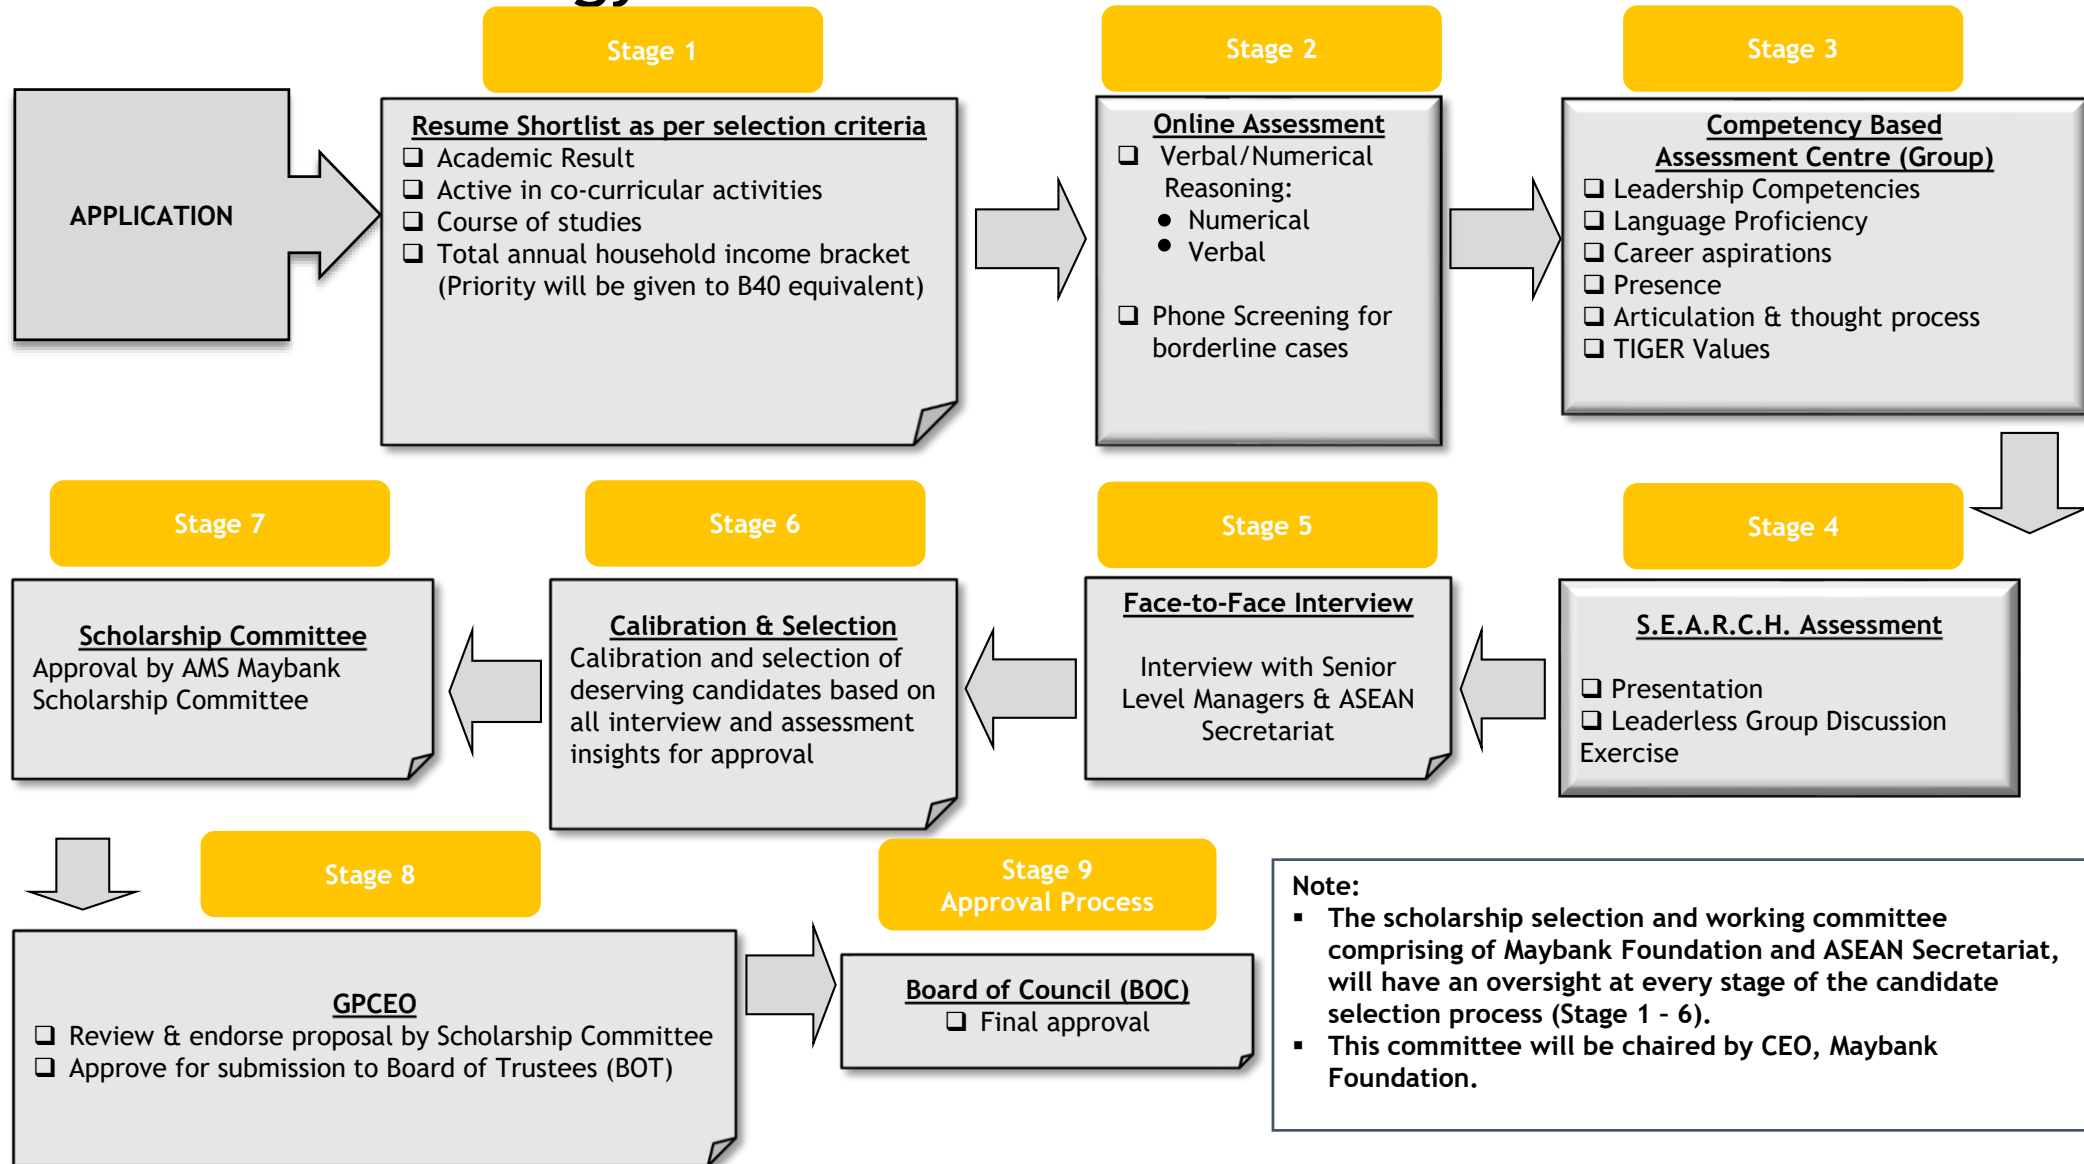 Stage 1
Stage 2
Stage 3
APPLICATION
Resume Shortlist as per selection criteria
❑ Academic Result
❑ Active in co-curricular activities
❑ Course of studies
❑ Total annual household income bracket
(Priority will be given to B40 equivalent)
Online Assessment
❑ Verbal/Numerical
Reasoning:
● Numerical
● Verbal
❑ Phone Screening for
borderline cases
Competency Based
Assessment Centre (Group)
❑ Leadership Competencies
❑ Language Proficiency
❑ Career aspirations
❑ Presence
❑ Articulation & thought process
❑ TIGER Values
Stage 4
S.E.A.R.C.H. Assessment
❑ Presentation
❑ Leaderless Group Discussion
Exercise
Stage 5
Face-to-Face Interview
Interview with Senior
Level Managers & ASEAN
Secretariat
Stage 6
Calibration & Selection
Calibration and selection of
deserving candidates based on
all interview and assessment
insights for approval
Stage 7
Scholarship Committee
Approval by AMS Maybank
Scholarship Committee
Stage 8
GPCEO
❑ Review & endorse proposal by Scholarship Committee
❑ Approve for submission to Board of Trustees (BOT)
Stage 9
Approval Process
Board of Council (BOC)
❑ Final approval
Note:
▪ The scholarship selection and working committee
comprising of Maybank Foundation and ASEAN Secretariat,
will have an oversight at every stage of the candidate
selection process (Stage 1 – 6).
▪ This committee will be chaired by CEO, Maybank
Foundation.